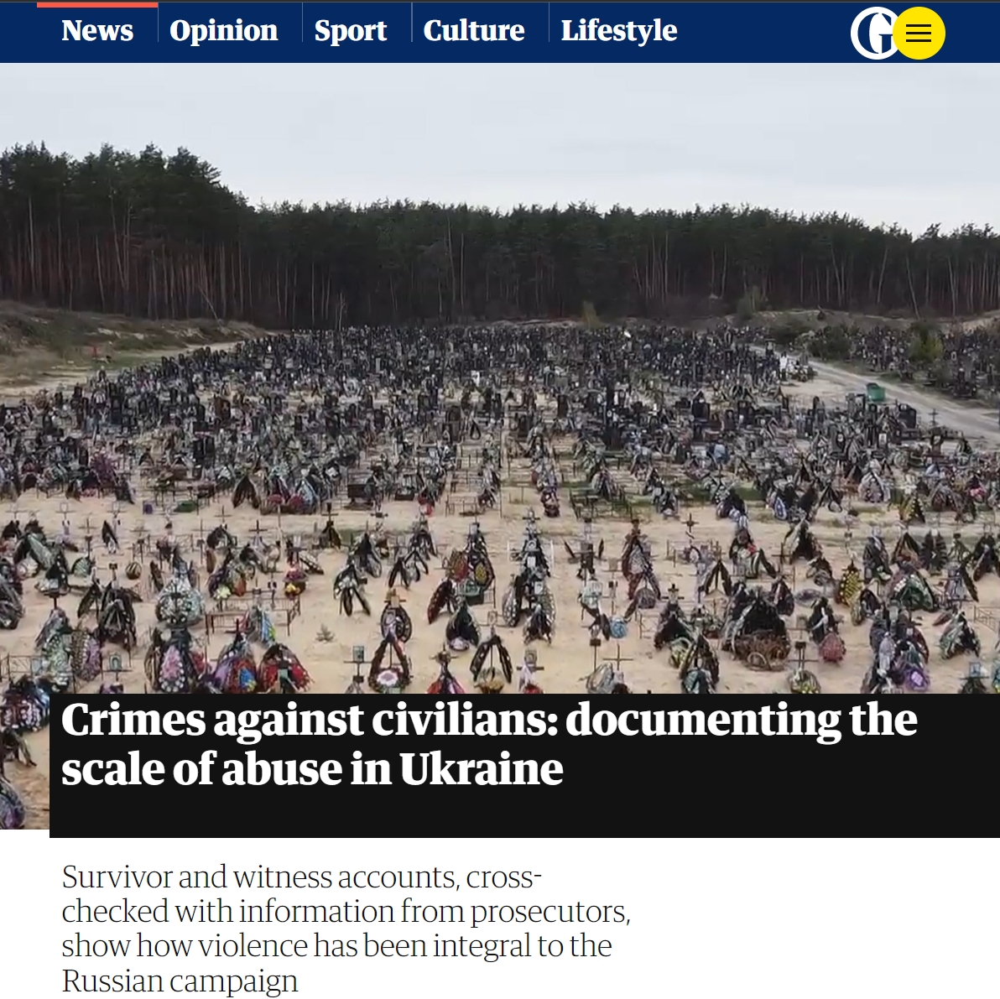 News
Opinion
Sport
Culture
Lifestyle
Crimes against civilians: documenting the
scale of abuse in Ukraine
Survivor and witness accounts, cross-
checked with information from prosecutors,
show how violence has been integral to the
Russian campaign